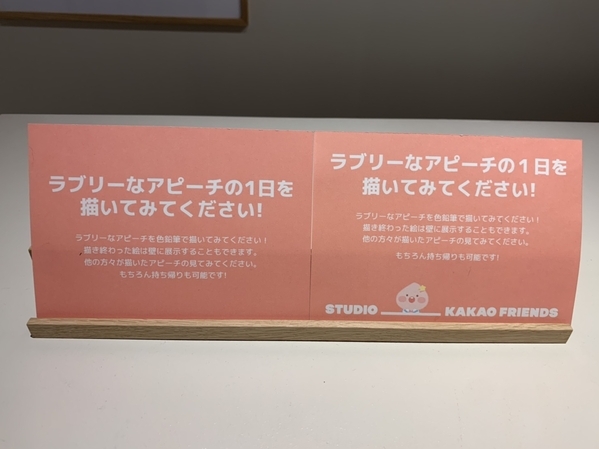 ラブリーなアピーチの1日を
描いてみてください!
ラブリーなアピーチを色鉛筆で描いてみてください!
描き終わった絵は壁に展示することもできます。
他の方々が描いたアピーチの見てみてください。
もちろん持ち帰りも可能です!
ラブリーなアピーチの1日を
描いてみてください!
ラブリーなアピーチを色鉛筆で描いてみてください!
描き終わった絵は壁に展示することもできます。
他の方々が描いたアピーチの見てみてください。
もちろん持ち帰りも可能です!
STUDIO KAKAO FRIENDS